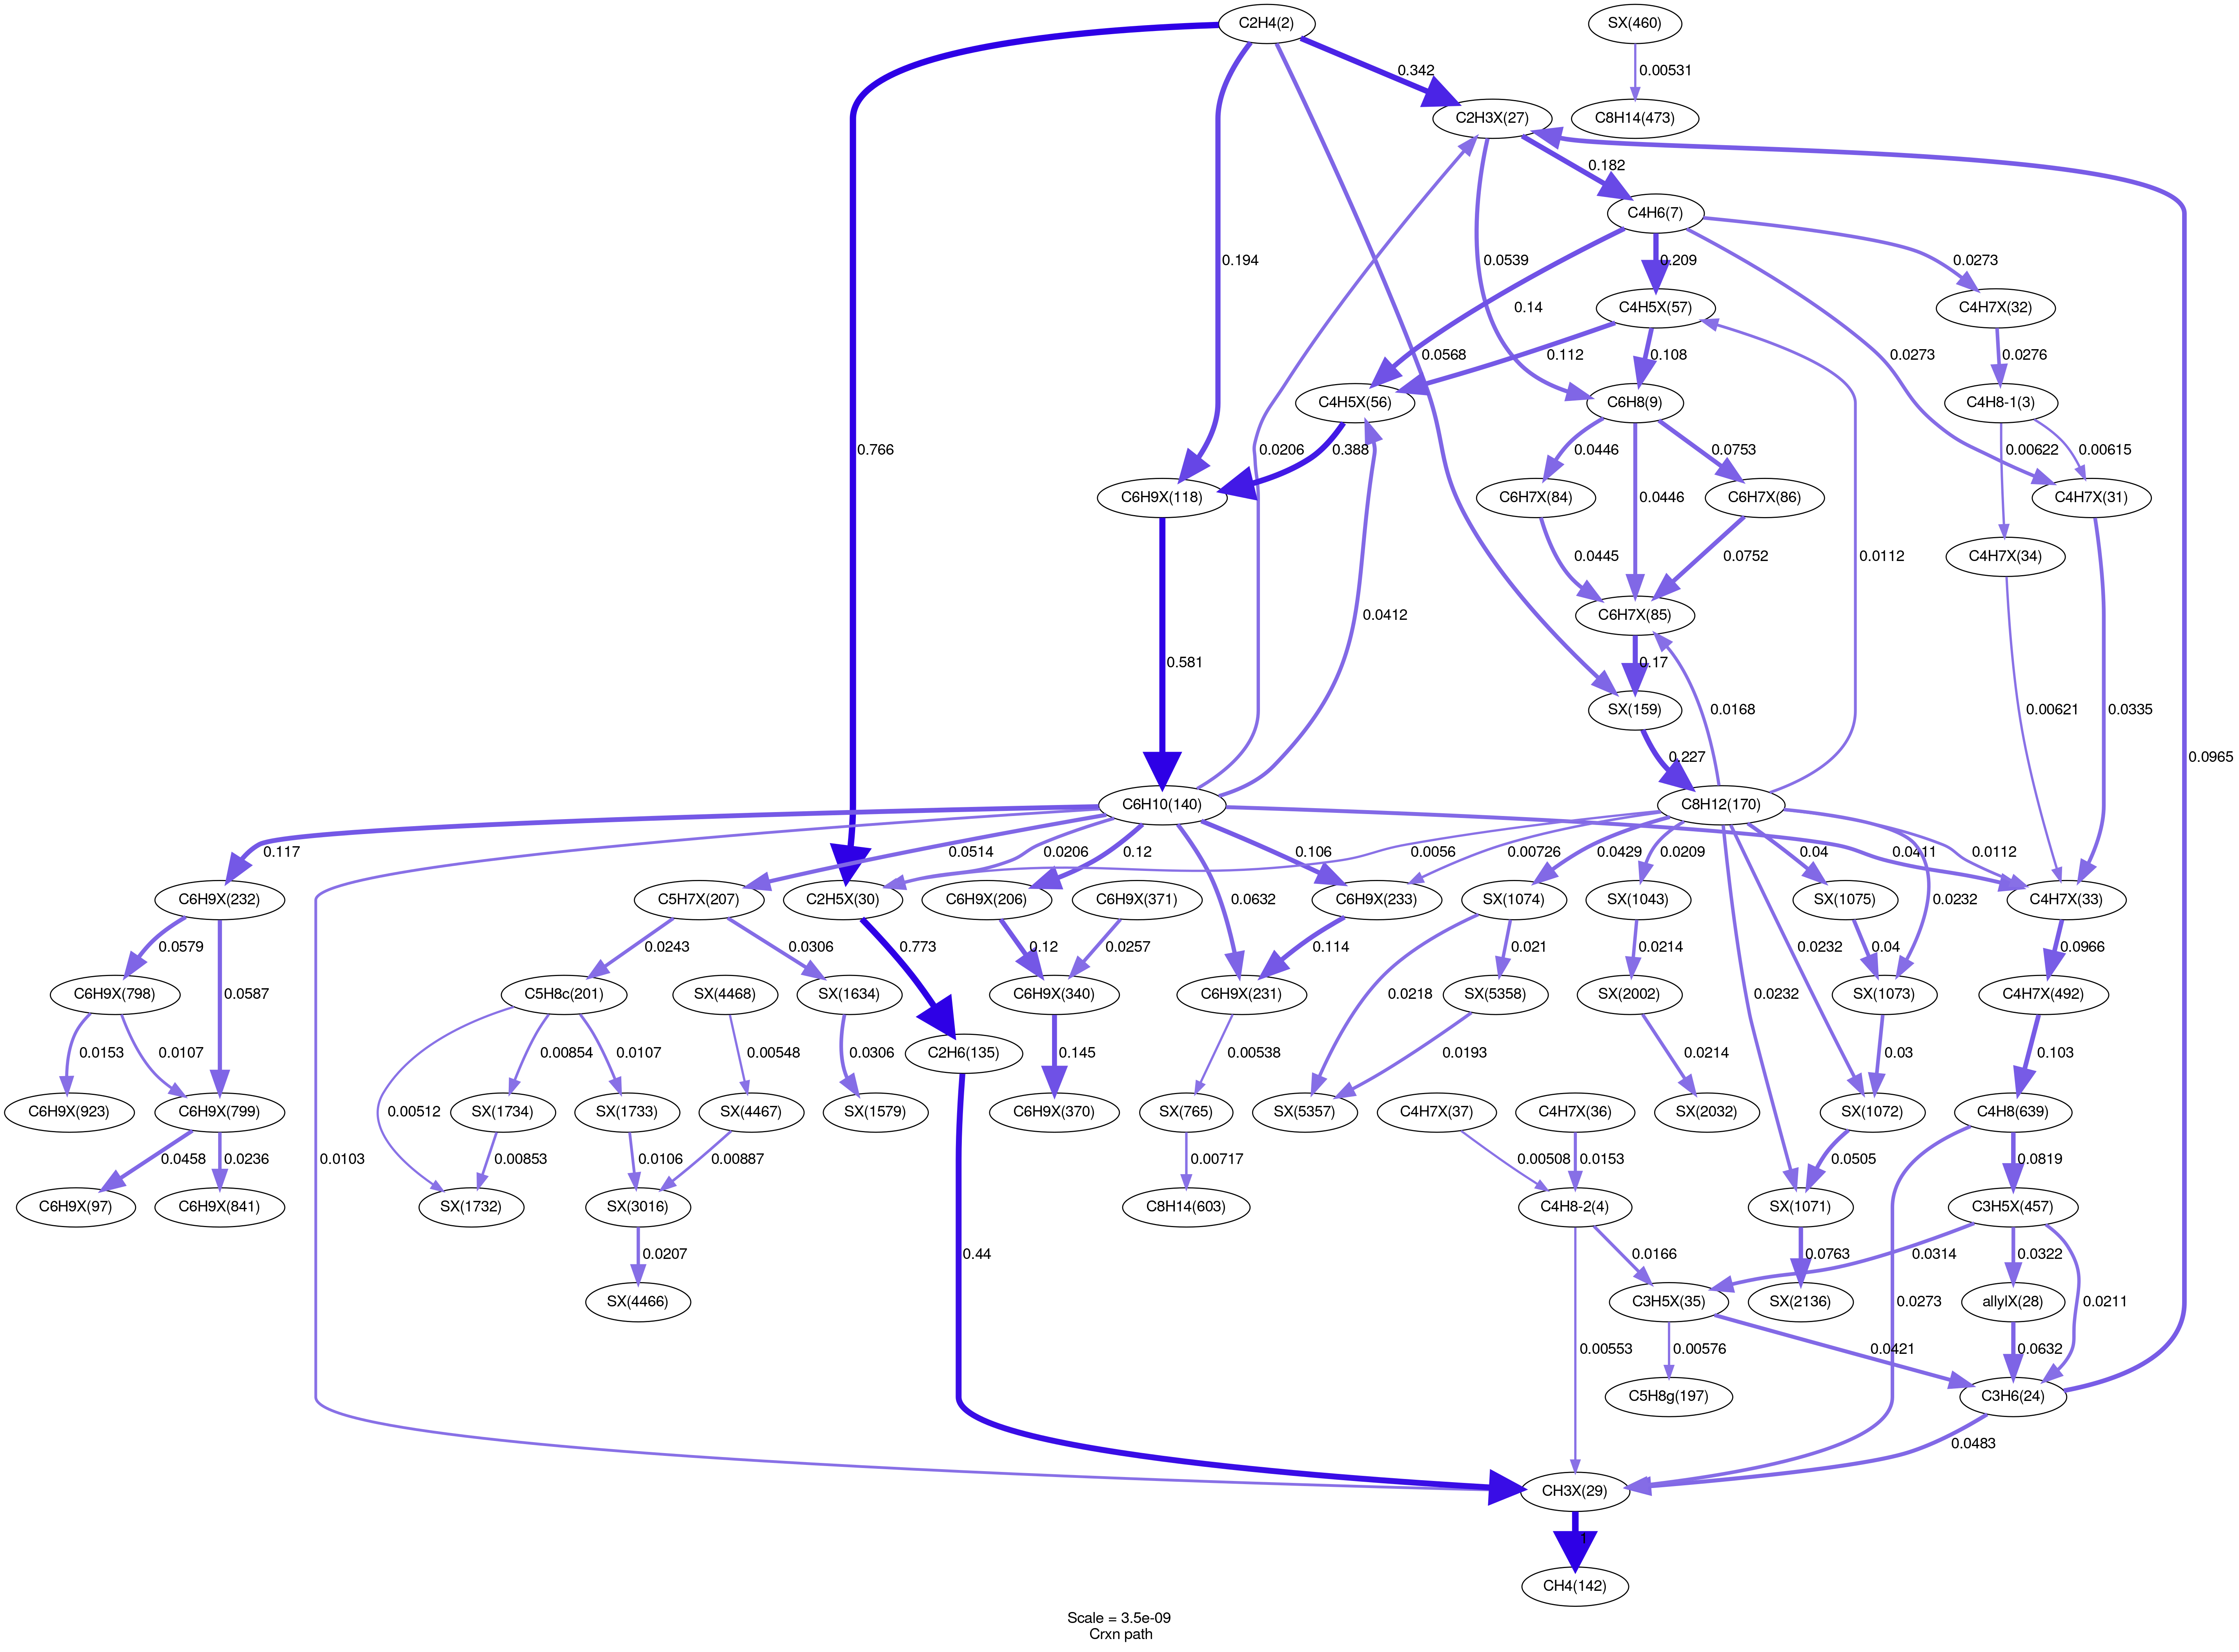 C2H4(2)
SX(460)
0.342
0.00531
C2H3X(27)
C8H14(473)
0.182
C4H6(7)
0.194
0.0539
0.209
0.0273
C4H5X(57)
C4H7X(32)
0.14
0.0568
0.112
0.108
0.0273
0.0276
C4H5X(56)
C6H8(9)
C4H8-1(3)
0.766
0.0206
0.388
0.0446
0.0753
0.00622
0.00615
C6H9X(118)
C6H7X(84)
0.0446
C6H7X(86)
C4H7X(31)
0.0445
0.0752
0.0112
C4H7X(34)
C6H7X(85)
0.0412
0.581
0.17
0.0168
0.00621
0.0335
SX(159)
0.227
0.0965
C6H10(140)
C8H12(170)
0.117
0.0514
0.0206
0.12
0.106
0.0056
0.00726
0.0429
0.0209
0.04
0.0411
0.0112
C6H9X(232)
C5H7X(207)
C2H5X(30)
C6H9X(206)
C6H9X(371)
0.0632
C6H9X(233)
SX(1074)
SX(1043)
SX(1075)
0.0232
C4H7X(33)
0.0579
0.0243
0.0306
0.773
0.12
0.0257
0.114
0.021
0.0214
0.0232
0.04
0.0966
C6H9X(798)
0.0587
C5H8c(201)
SX(4468)
SX(1634)
C6H9X(340)
C6H9X(231)
0.0218
SX(5358)
SX(2002)
0.0232
SX(1073)
C4H7X(492)
0.0153
0.0107
0.00854
0.0107
0.00548
0.0306
C2H6(135)
0.145
0.00538
0.0193
0.0214
0.03
0.103
C6H9X(923)
C6H9X(799)
0.00512
SX(1734)
SX(1733)
SX(4467)
SX(1579)
C6H9X(370)
SX(765)
SX(5357)
C4H7X(37)
C4H7X(36)
SX(2032)
SX(1072)
C4H8(639)
0.0458
0.0236
0.0103
0.00853
0.0106
0.00887
0.00717
0.00508
0.0153
0.0505
0.0819
C6H9X(97)
C6H9X(841)
SX(1732)
SX(3016)
C8H14(603)
C4H8-2(4)
SX(1071)
C3H5X(457)
0.0207
0.44
0.0166
0.0763
0.0314
0.0322
0.0211
SX(4466)
C3H5X(35)
SX(2136)
0.0273
allylX(28)
0.00553
0.00576
0.0421
0.0632
C5H8g(197)
C3H6(24)
0.0483
CH3X(29)
1
CH4(142)
Scale = 3.5e-09
Crxn path